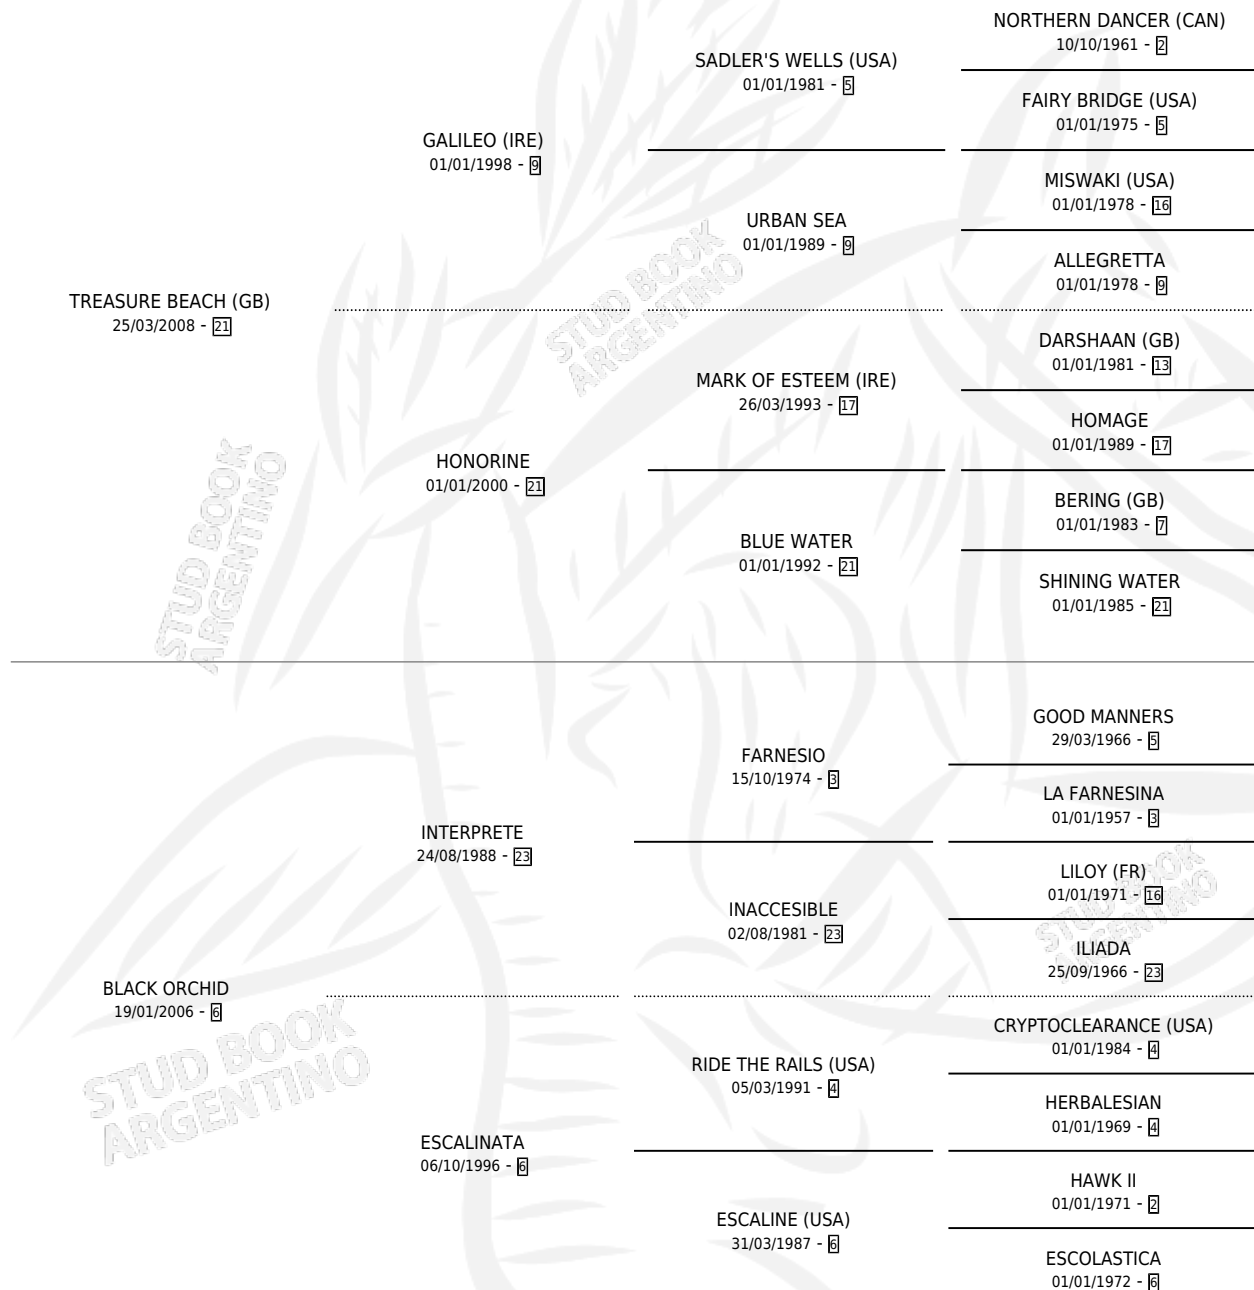 NORTHERN DANCER (CAN)
10/10/1961 - 2
SADLER'S WELLS (USA)
01/01/1981 - 5
FAIRY BRIDGE (USA)
01/01/1975 - 5
GALILEO (IRE)
01/01/1998 - 9
MISWAKI (USA)
01/01/1978 - 16
URBAN SEA
01/01/1989 - 9
ALLEGRETTA
01/01/1978 - 9
TREASURE BEACH (GB)
25/03/2008 - 21
DARSHAAN (GB)
01/01/1981 - 13
MARK OF ESTEEM (IRE)
26/03/1993 - 17
HOMAGE
01/01/1989 - 17
HONORINE
01/01/2000 - 21
BERING (GB)
01/01/1983 - 7
BLUE WATER
01/01/1992 - 21
SHINING WATER
01/01/1985 - 21
GOOD MANNERS
29/03/1966 - 5
FARNESIO
15/10/1974 - 3
LA FARNESINA
01/01/1957 - 3
INTERPRETE
24/08/1988 - 23
LILOY (FR)
01/01/1971 - 16
INACCESIBLE
02/08/1981 - 23
ILIADA
25/09/1966 - 23
BLACK ORCHID
19/01/2006 - 6
CRYPTOCLEARANCE (USA)
01/01/1984 - 4
RIDE THE RAILS (USA)
05/03/1991 - 4
HERBALESIAN
01/01/1969 - 4
ESCALINATA
06/10/1996 - 6
HAWK II
01/01/1971 - 2
ESCALINE (USA)
31/03/1987 - 6
ESCOLASTICA
01/01/1972 - 6
STUD BOOK
ARGENTINO
STUD BOOK
ARGENTINO
STUD BOOK
ARGENTINO
STUD BOOK
ARGENTINO